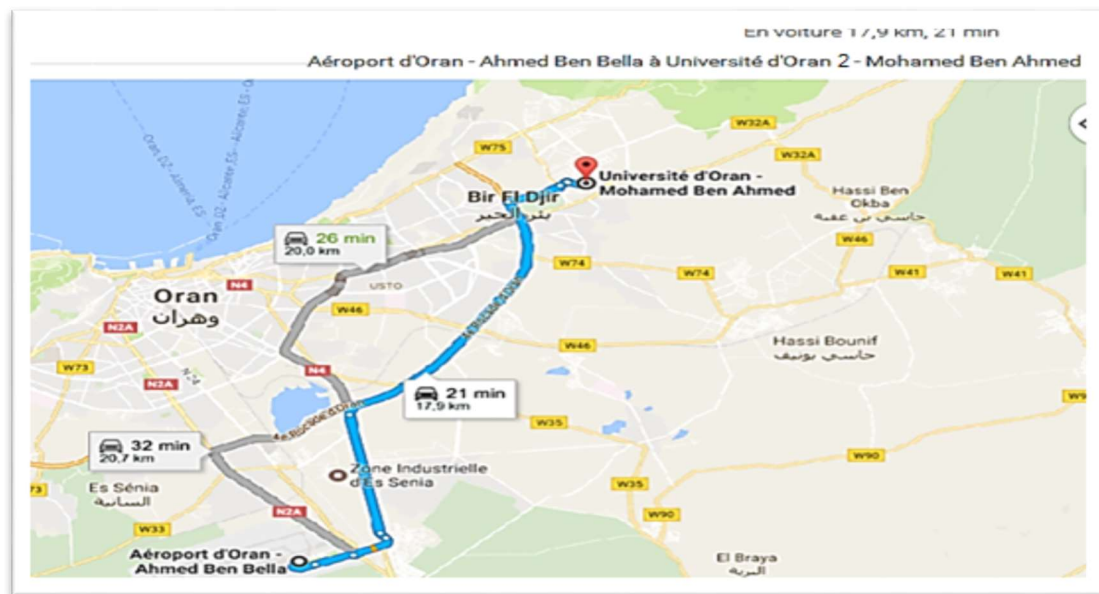 En voiture 17,9 km, 21 min
Aéroport d'Oran - Ahmed Ben Bella à Université d'Oran 2 - Mohamed Ben Ahmed
W32A
W75
W32A
Université d'Oran -
Mohamed Ben Ahmed
Bir El Djir
بئر الجير
Hassi Ben
Okba
حاسي بن عقبة
26 min
20,0 km
W46
W74
W74
W41
W41
N4
USTO
Oran
وهران
W46
N2A
W46
Hassi Bounif
حاسي بونيف
W73
N4
N2A
N-24
21 min
17,9 km
4e Rocade d'Oran
W35
32 min
20,7 km
W90
Zone Industrielle
d'Es Senia
Es Sénia
السانية
W35
N2A
W90
W33
Aéroport d'Oran -
Ahmed Ben Bella
El Braya
البرية